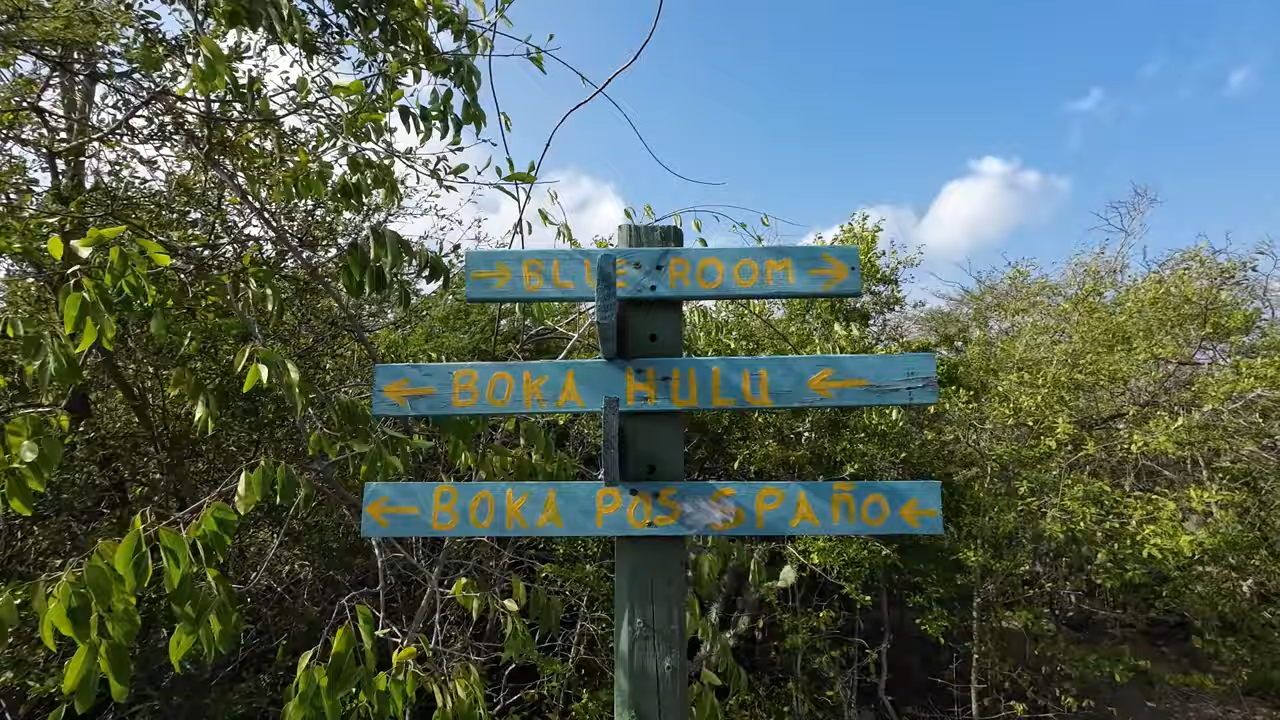 → BLUE ROOM →
← BOKA HULU ←
← BOKA POS SPAÑO ←